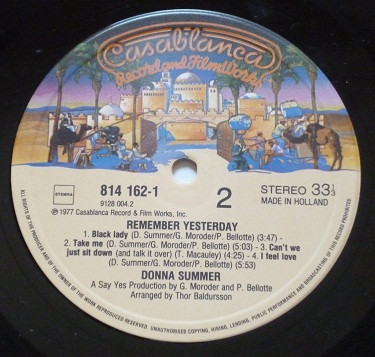 Casablanca
Record and FilmWorks
STEMRA
814 162-1
9128 004.2
℗ 1977 Casablanca Record & Film Works, Inc.
2
STEREO 33⅓
MADE IN HOLLAND
REMEMBER YESTERDAY
1. Black lady (D. Summer/G. Moroder/P. Bellotte) (3:47) -
2. Take me (D. Summer/G. Moroder/P. Bellotte) (5:03) - 3. Can't we
just sit down (and talk it over) (T. Macauley) (4:25) - 4. I feel love
(D. Summer/G. Moroder/P. Bellotte) (5:53)
DONNA SUMMER
A Say Yes Production by G. Moroder and P. Bellotte
Arranged by Thor Baldursson
ALL RIGHTS OF THE PRODUCER AND OF THE OWNER OF THE WORK REPRODUCED RESERVED. UNAUTHORISED COPYING, HIRING, LENDING, PUBLIC PERFORMANCE AND BROADCASTING OF THIS RECORD PROHIBITED